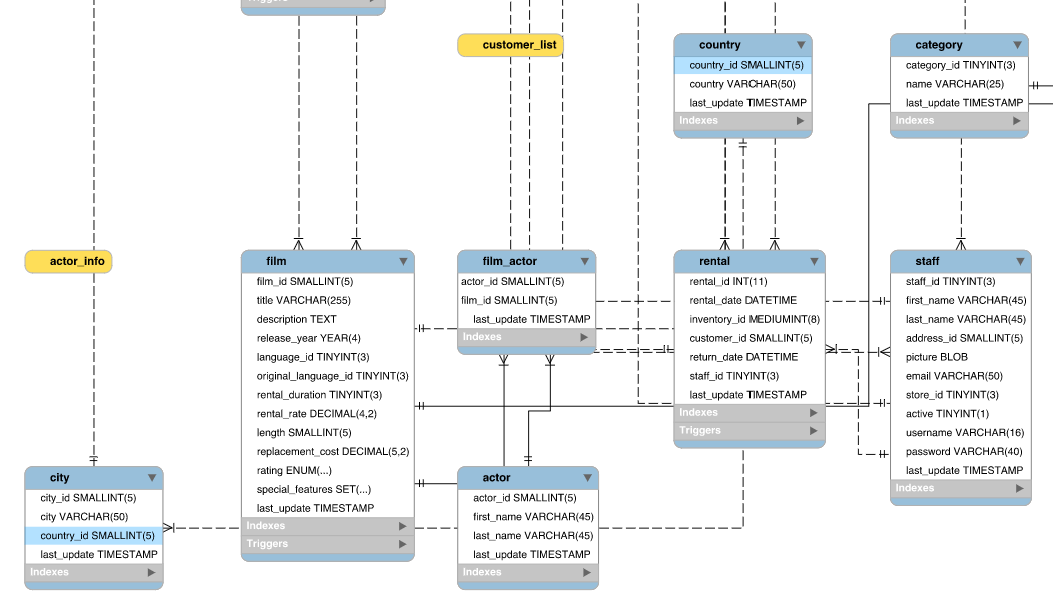 Triggers
customer_list
country
country_id SMALLINT(5)
country VARCHAR(50)
last_update TIMESTAMP
Indexes
category
category_id TINYINT(3)
name VARCHAR(25)
last_update TIMESTAMP
Indexes
actor_info
film
film_id SMALLINT(5)
title VARCHAR(255)
description TEXT
release_year YEAR(4)
language_id TINYINT(3)
original_language_id TINYINT(3)
rental_duration TINYINT(3)
rental_rate DECIMAL(4,2)
length SMALLINT(5)
replacement_cost DECIMAL(5,2)
rating ENUM(...)
special_features SET(...)
last_update TIMESTAMP
Indexes
Triggers
film_actor
actor_id SMALLINT(5)
film_id SMALLINT(5)
last_update TIMESTAMP
Indexes
rental
rental_id INT(11)
rental_date DATETIME
inventory_id MEDIUMINT(8)
customer_id SMALLINT(5)
return_date DATETIME
staff_id TINYINT(3)
last_update TIMESTAMP
Indexes
Triggers
staff
staff_id TINYINT(3)
first_name VARCHAR(45)
last_name VARCHAR(45)
address_id SMALLINT(5)
picture BLOB
email VARCHAR(50)
store_id TINYINT(3)
active TINYINT(1)
username VARCHAR(16)
password VARCHAR(40)
last_update TIMESTAMP
Indexes
city
city_id SMALLINT(5)
city VARCHAR(50)
country_id SMALLINT(5)
last_update TIMESTAMP
Indexes
actor
actor_id SMALLINT(5)
first_name VARCHAR(45)
last_name VARCHAR(45)
last_update TIMESTAMP
Indexes